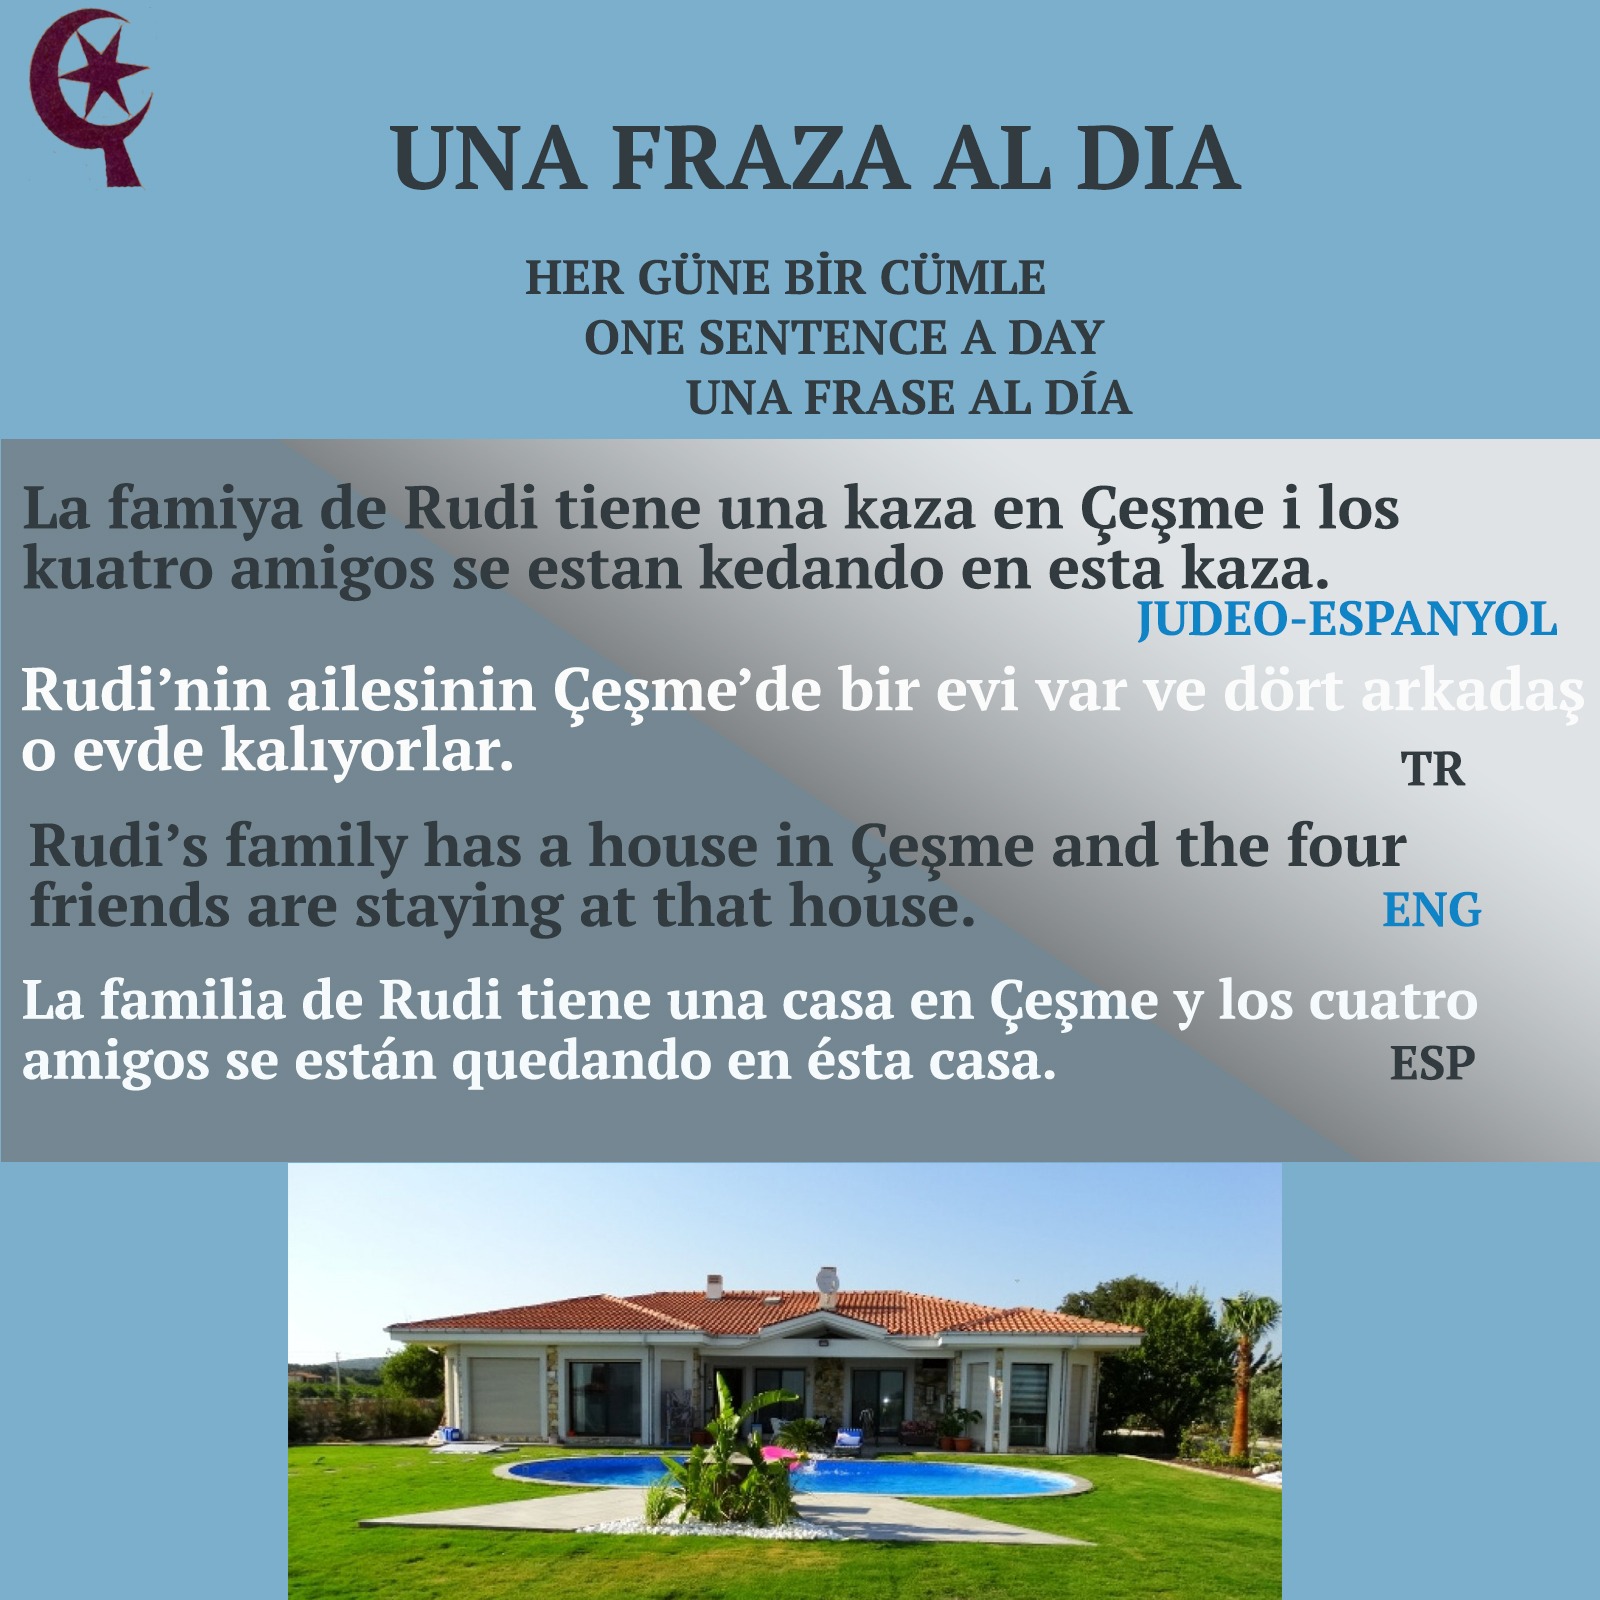 UNA FRAZA AL DIA
HER GÜNE BİR CÜMLE
ONE SENTENCE A DAY
UNA FRASE AL DÍA
La famiya de Rudi tiene una kaza en Çeşme i los
kuatro amigos se estan kedando en esta kaza.
JUDEO-ESPANYOL
Rudi’nin ailesinin Çeşme’de bir evi var ve dört arkadaş
o evde kalıyorlar.
TR
Rudi’s family has a house in Çeşme and the four
friends are staying at that house.
ENG
La familia de Rudi tiene una casa en Çeşme y los cuatro
amigos se están quedando en ésta casa.
ESP